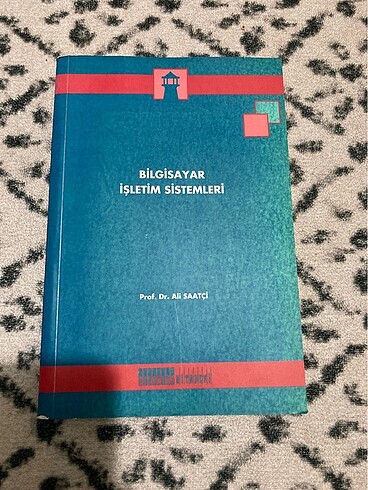 BİLGİSAYAR
İŞLETİM SİSTEMLERİ
Prof. Dr. Ali SAATÇİ